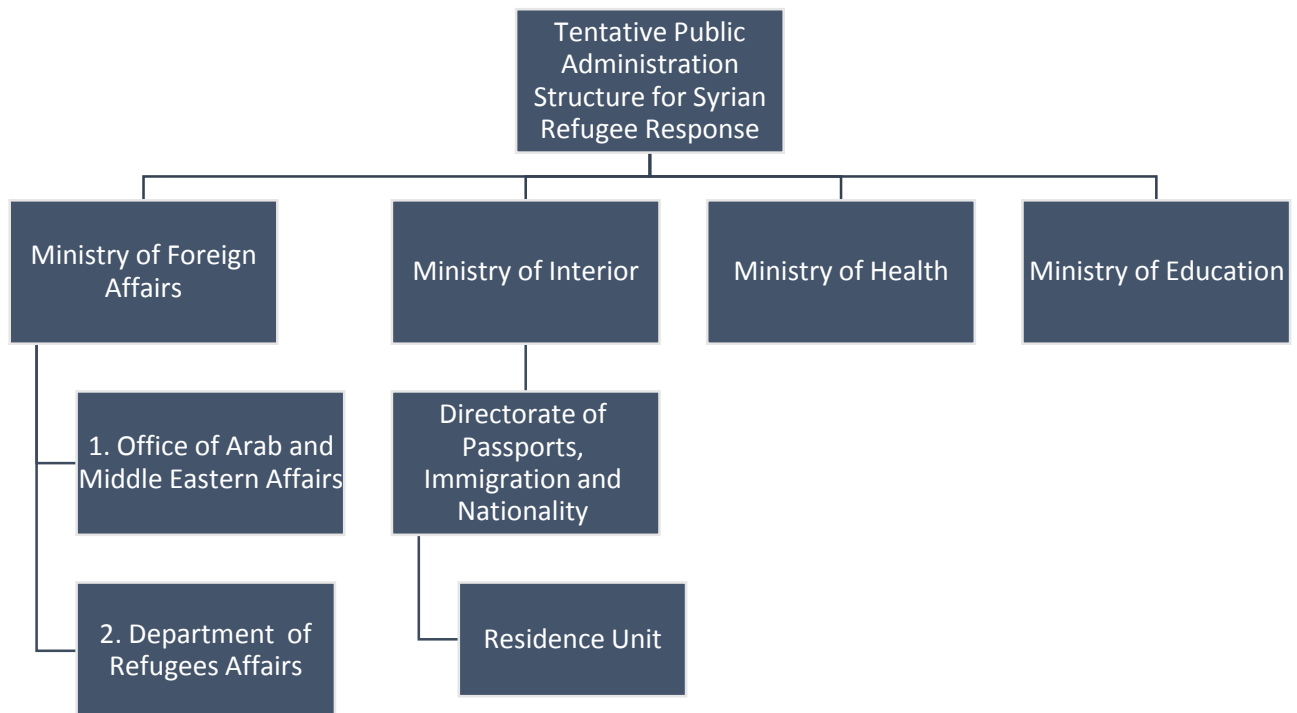 Tentative Public
Administration
Structure for Syrian
Refugee Response
Ministry of Foreign
Affairs
Ministry of Interior
Ministry of Health
Ministry of Education
1. Office of Arab and
Middle Eastern Affairs
Directorate of
Passports,
Immigration and
Nationality
2. Department of
Refugees Affairs
Residence Unit